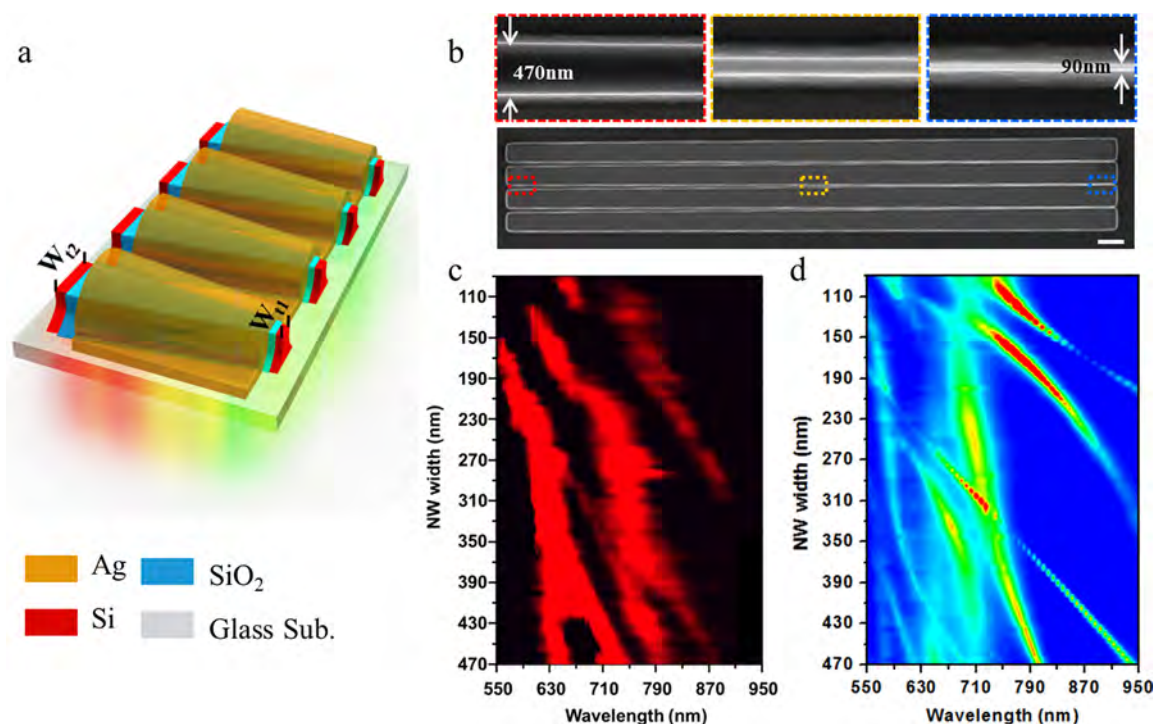 a
W_t2
W_t1
Ag
SiO₂
Si
Glass Sub.
b
470nm
90nm
c
110
150
190
230
270
310
350
390
430
470
NW width (nm)
550 630 710 790 870 950
Wavelength (nm)
d
110
150
190
230
270
310
350
390
430
470
NW width (nm)
550 630 710 790 870 950
Wavelength (nm)